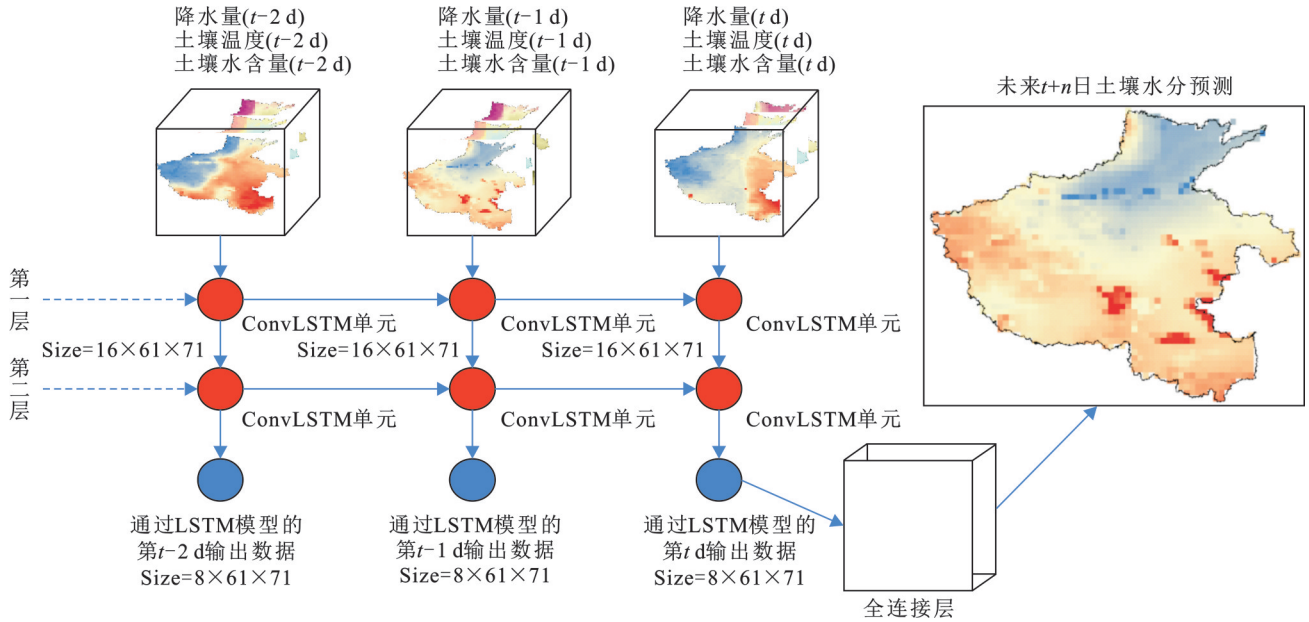 降水量(t−2 d)
土壤温度(t−2 d)
土壤水含量(t−2 d)
降水量(t−1 d)
土壤温度(t−1 d)
土壤水含量(t−1 d)
降水量(t d)
土壤温度(t d)
土壤水含量(t d)
未来t+n日土壤水分预测
第一层
ConvLSTM单元
ConvLSTM单元
ConvLSTM单元
Size=16×61×71
Size=16×61×71
Size=16×61×71
第二层
ConvLSTM单元
ConvLSTM单元
ConvLSTM单元
通过LSTM模型的
第t−2 d输出数据
Size=8×61×71
通过LSTM模型的
第t−1 d输出数据
Size=8×61×71
通过LSTM模型的
第t d输出数据
Size=8×61×71
全连接层